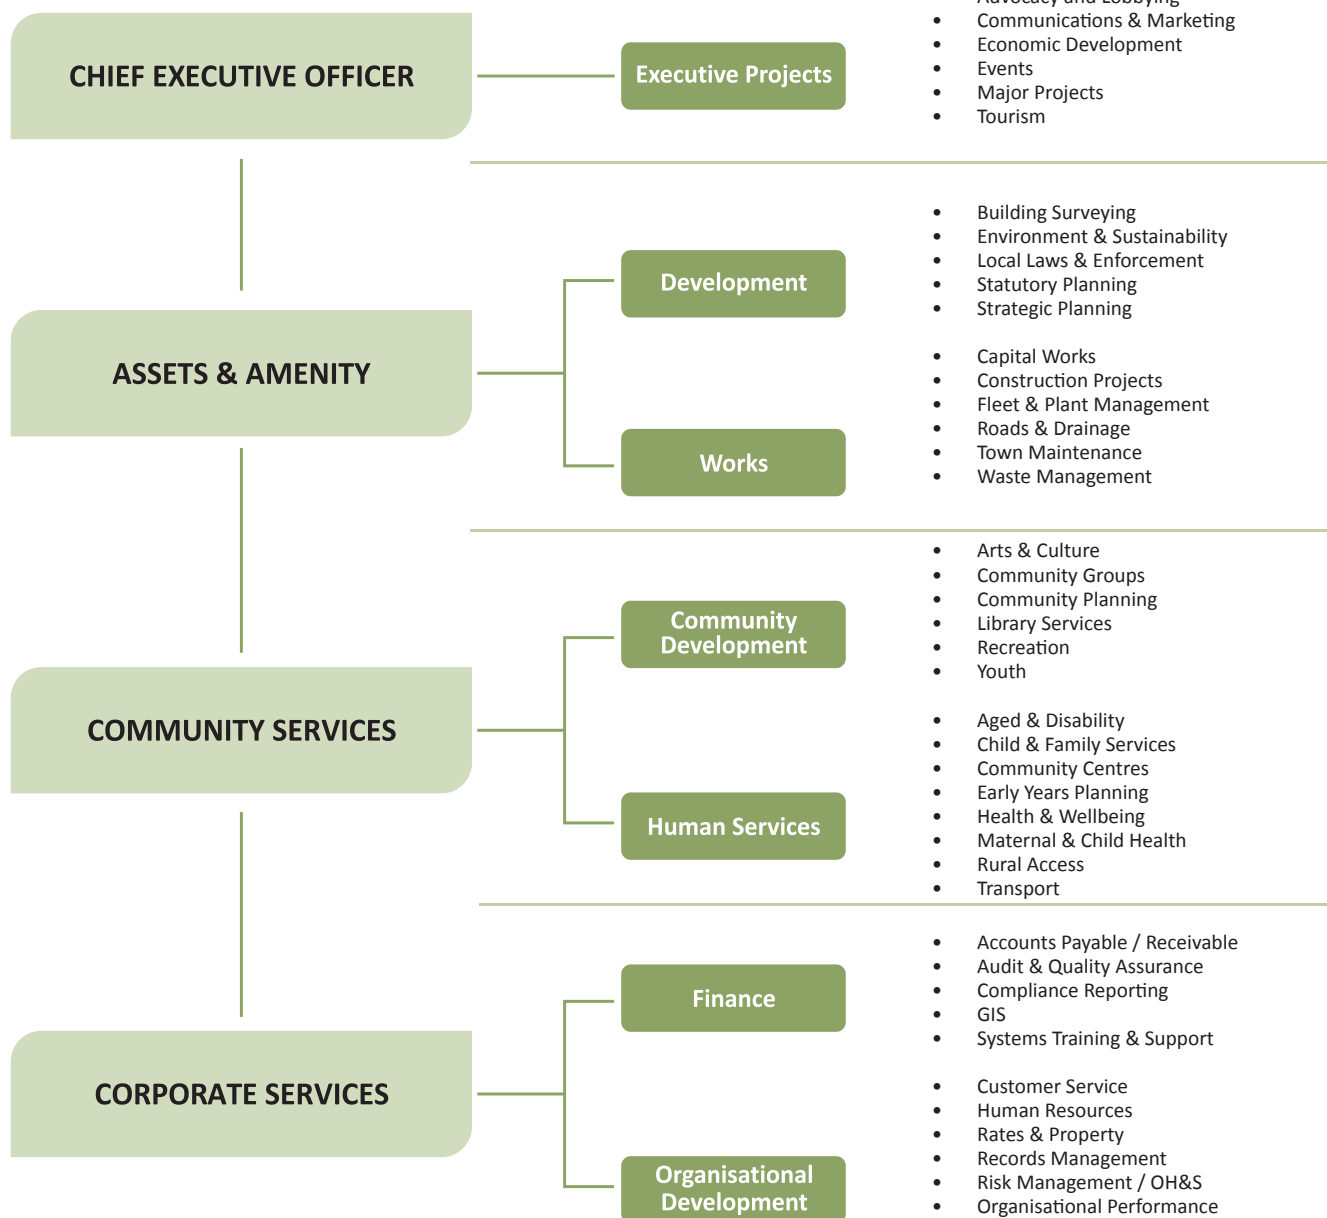 Advocacy and Lobbying
• Communications & Marketing
• Economic Development
• Events
• Major Projects
• Tourism
CHIEF EXECUTIVE OFFICER
Executive Projects
• Building Surveying
• Environment & Sustainability
• Local Laws & Enforcement
• Statutory Planning
• Strategic Planning
Development
ASSETS & AMENITY
• Capital Works
• Construction Projects
• Fleet & Plant Management
• Roads & Drainage
• Town Maintenance
• Waste Management
Works
• Arts & Culture
• Community Groups
• Community Planning
• Library Services
• Recreation
• Youth
Community
Development
COMMUNITY SERVICES
• Aged & Disability
• Child & Family Services
• Community Centres
• Early Years Planning
• Health & Wellbeing
• Maternal & Child Health
• Rural Access
• Transport
Human Services
• Accounts Payable / Receivable
• Audit & Quality Assurance
• Compliance Reporting
• GIS
• Systems Training & Support
Finance
CORPORATE SERVICES
• Customer Service
• Human Resources
• Rates & Property
• Records Management
• Risk Management / OH&S
• Organisational Performance
Organisational
Development